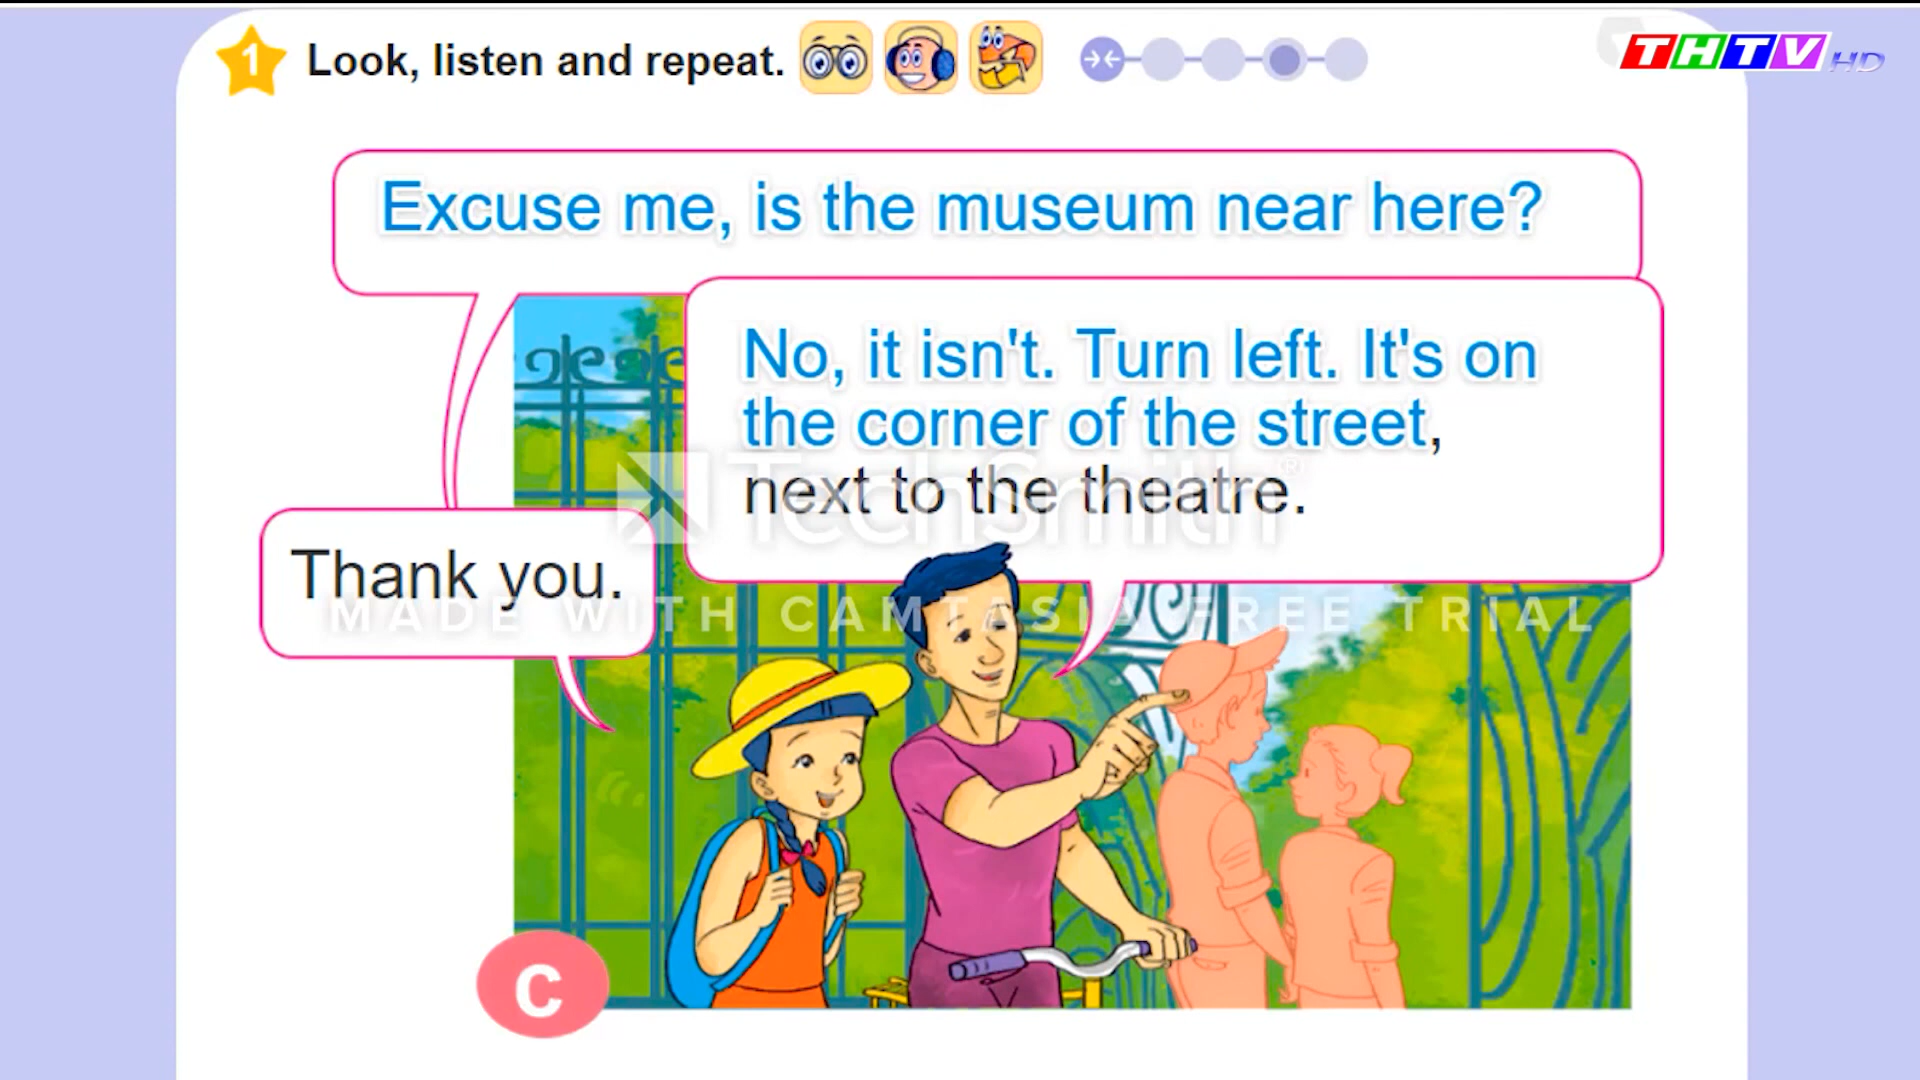 1 Look, listen and repeat.
THTV HD
Excuse me, is the museum near here?
No, it isn't. Turn left. It's on
the corner of the street,
next to the theatre.
TechSmith®
Thank you.
MADE WITH CAMTASIA FREE TRIAL
C